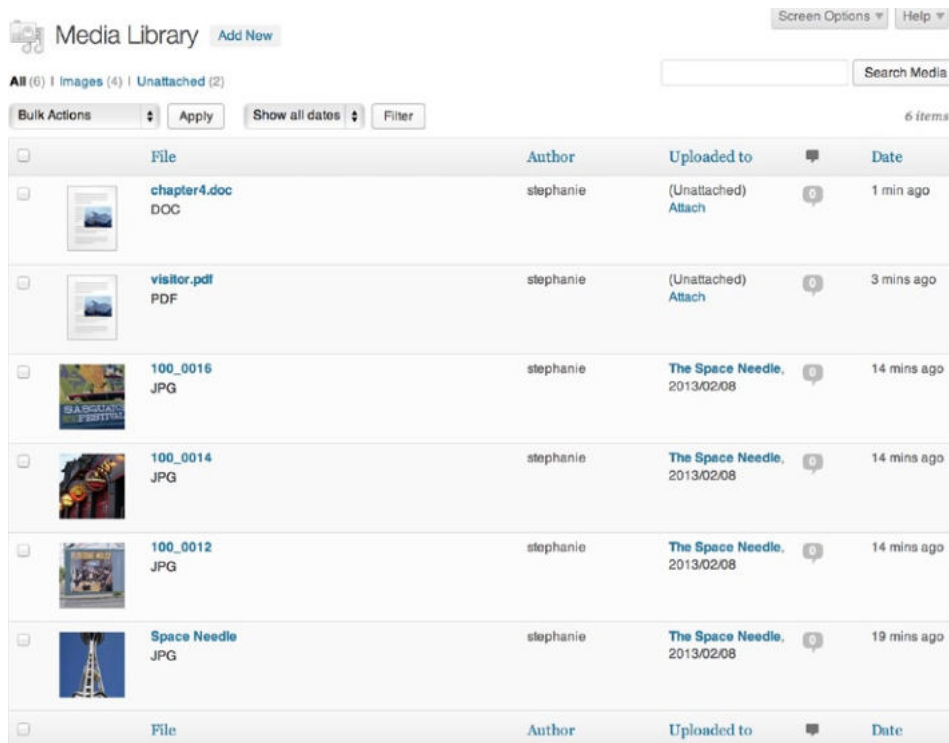 Screen Options Help
Media Library Add New
All (6) | Images (4) | Unattached (2)
Search Media
Bulk Actions Apply Show all dates Filter 6 items
File Author Uploaded to Date
chapter4.doc stephanie (Unattached) 0 1 min ago
DOC Attach
visitor.pdf stephanie (Unattached) 0 3 mins ago
PDF Attach
100_0016 stephanie The Space Needle, 0 14 mins ago
JPG 2013/02/08
SASQUATCH
FESTIVAL
100_0014 stephanie The Space Needle, 0 14 mins ago
JPG 2013/02/08
100_0012 stephanie The Space Needle, 0 14 mins ago
JPG 2013/02/08
Space Needle stephanie The Space Needle, 0 19 mins ago
JPG 2013/02/08
File Author Uploaded to Date